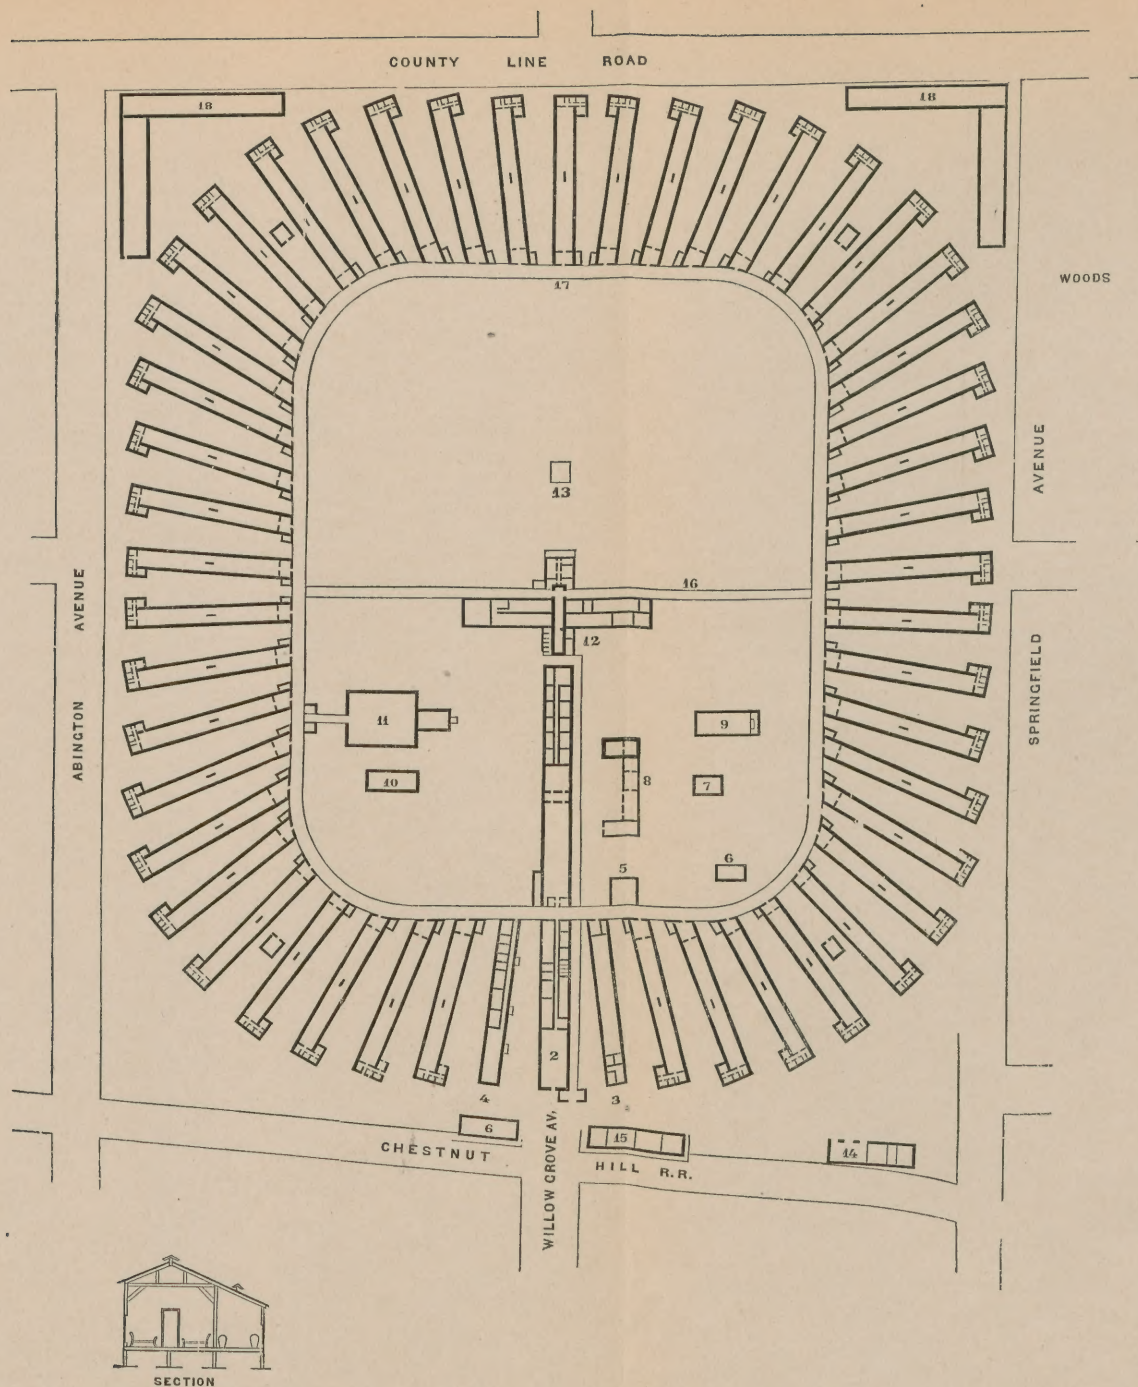 COUNTY LINE ROAD
18
18
17
WOODS
13
16
12
11
10
9
8
7
6
5
ABINGTON AVENUE
SPRINGFIELD AVENUE
2
4
3
6
15
14
CHESTNUT HILL R.R.
WILLOW GROVE AV.
SECTION